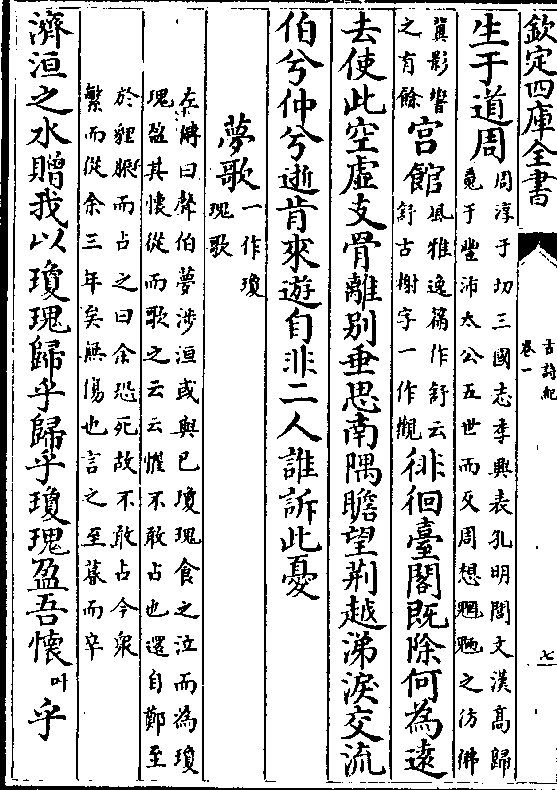 欽定四庫全書
古詩紀
卷一
七
生于道周
周淳于切三國志李興表孔明閭文漢高歸
䰟于豐沛太公五世而反周想魍魎之彷彿
冀影響
之有餘
宫館
風雅逸篇作舒云
舒古榭字一作觀
徘徊臺閣既除何為遠
去使此空虛支骨離别垂思南隅瞻望荆越涕淚交流
伯兮仲兮逝肯來遊自非二人誰訴此憂
夢歌
一作瓊
瑰歌
左傳曰聲伯夢涉洹或與已瓊瑰食之泣而為瓊
瑰盈其懷從而歌之云云懼不敢占也還自鄭至
於貍脤而占之曰余恐死故不敢占今衆
繁而從余三年矣無傷也言之至暮而卒
濟洹之水贈我以瓊瑰歸乎歸乎瓊瑰盈吾懷叶乎